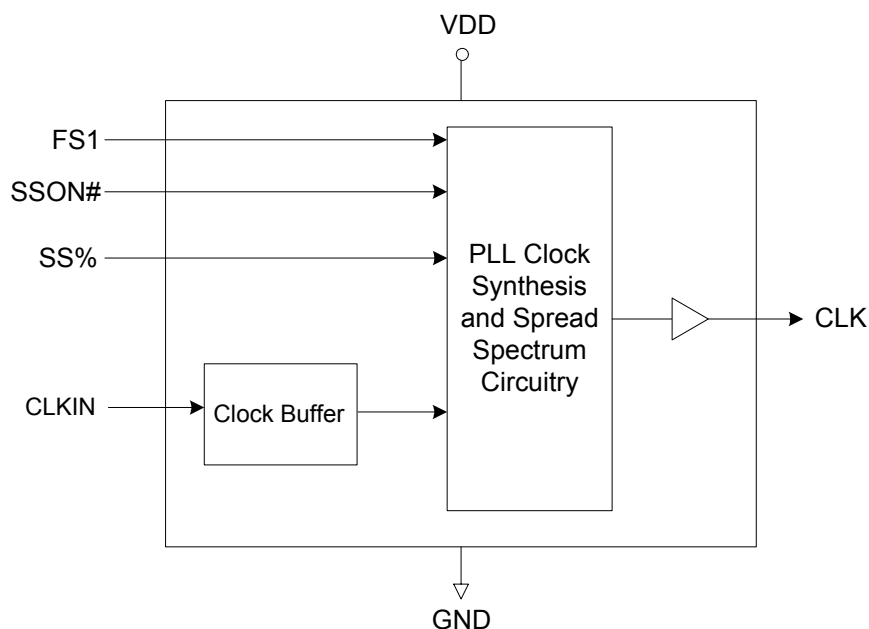 VDD
FS1
SSON#
SS%
PLL Clock
Synthesis
and Spread
Spectrum
Circuitry
CLK
CLKIN
Clock Buffer
GND